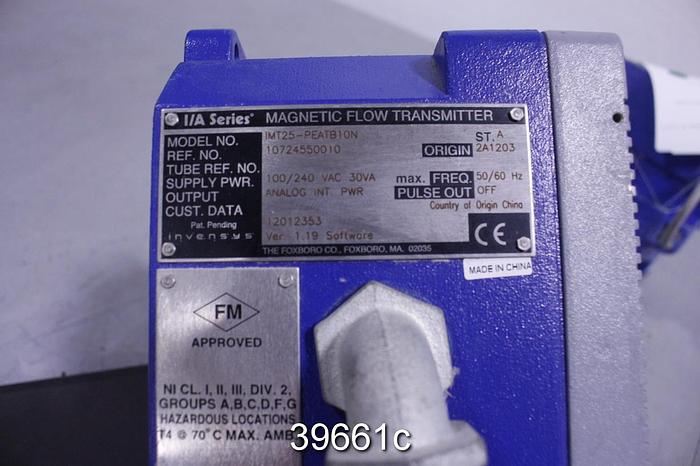 I/A Series® MAGNETIC FLOW TRANSMITTER
MODEL NO. IMT25-PEATB10N ST. A
REF. NO. 10724550010 ORIGIN 2A1203
TUBE REF. NO.
SUPPLY PWR. 100/240 VAC 30VA max. FREQ. 50/60 Hz
OUTPUT ANALOG INT. PWR PULSE OUT OFF
CUST. DATA Country of Origin China
Pat. Pending 12012353
invensys Ver 1.19 Software CE
THE FOXBORO CO., FOXBORO, MA. 02035
MADE IN CHINA
FM
APPROVED
NI CL. I, II, III, DIV. 2,
GROUPS A,B,C,D,F,G
HAZARDOUS LOCATIONS
T4 @ 70°C MAX. AMB
39661c